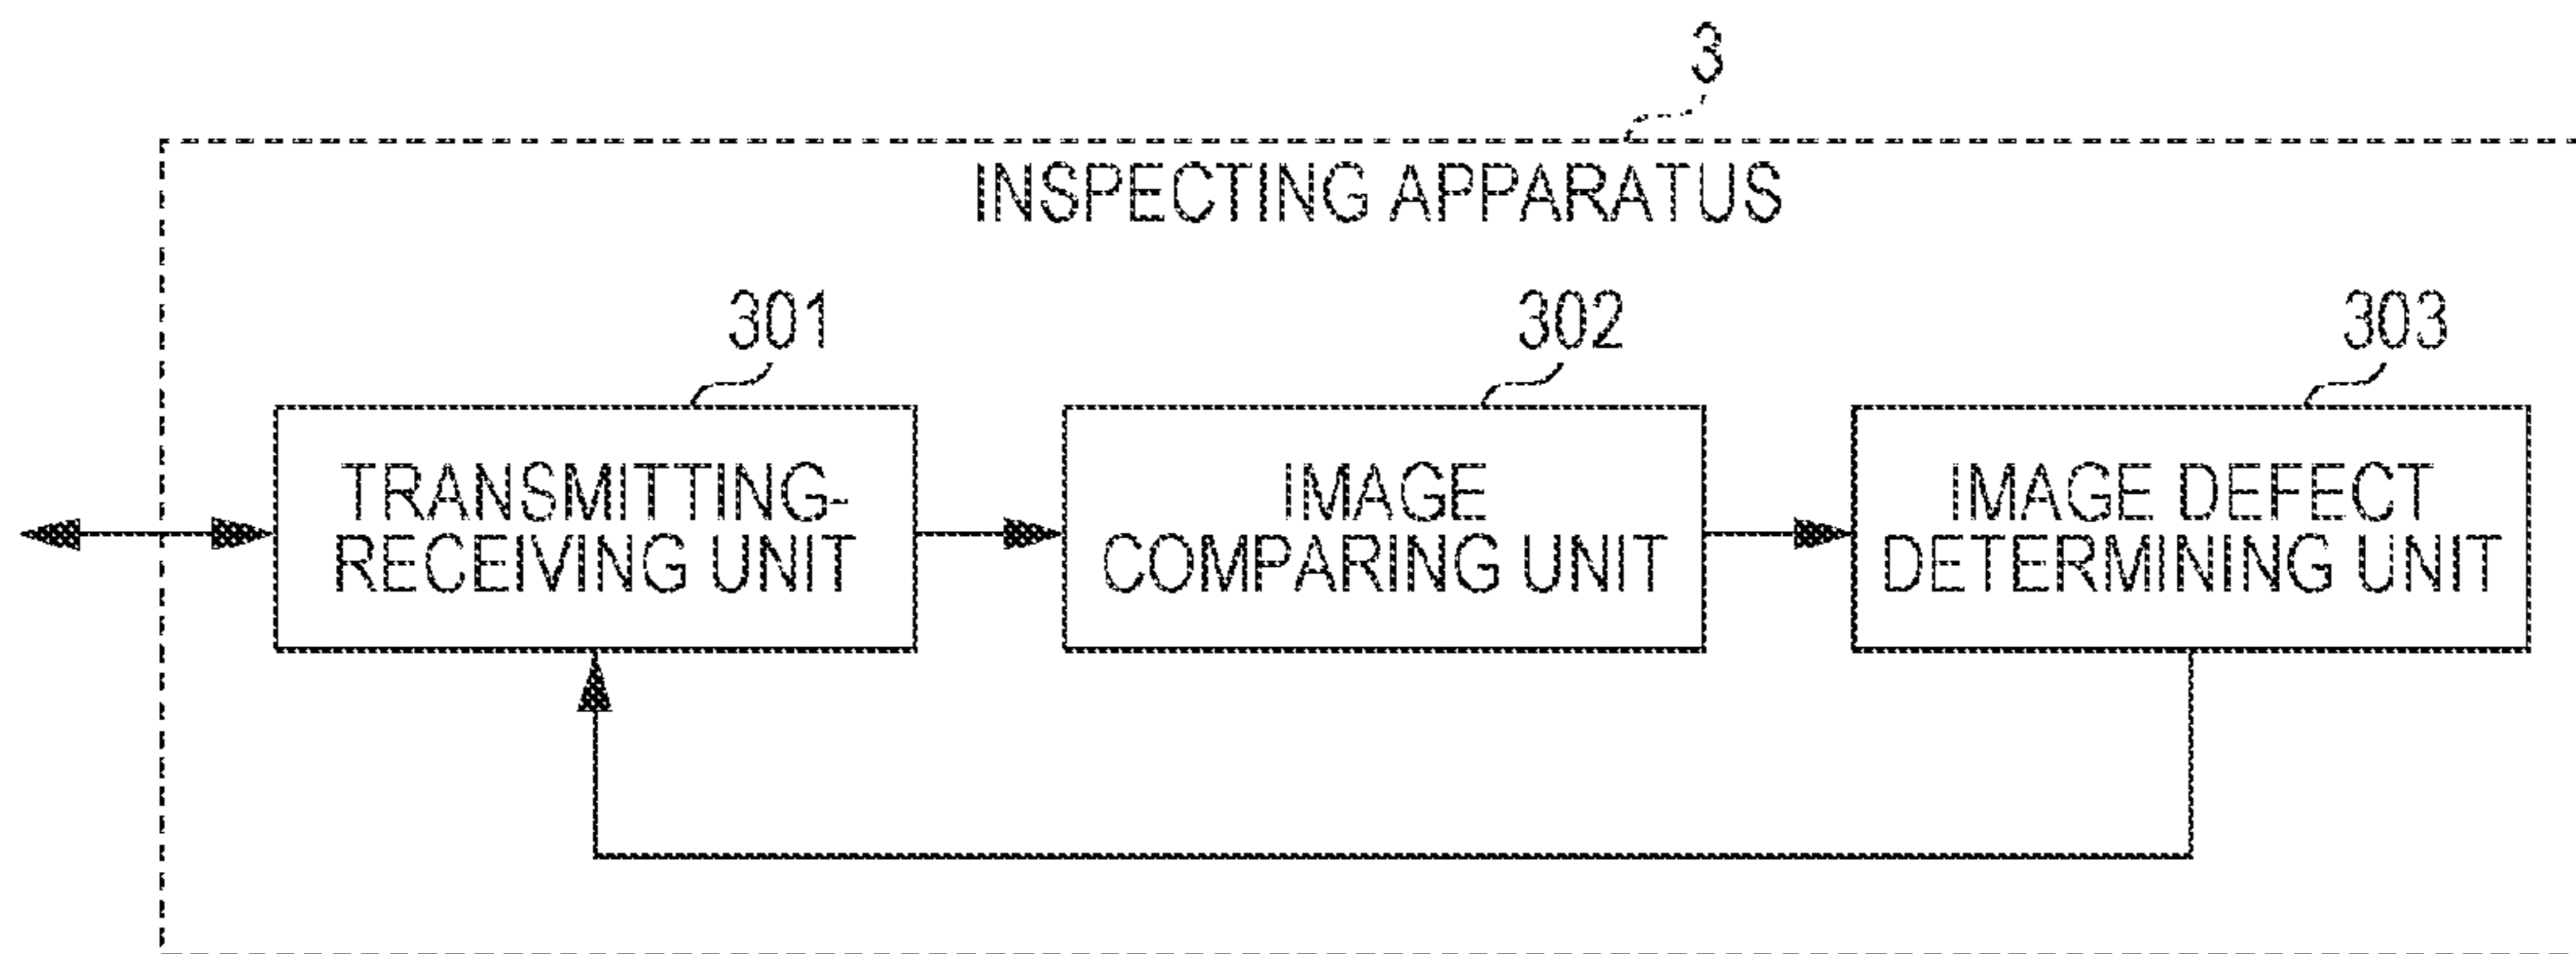 3
INSPECTING APPARATUS
301
302
303
TRANSMITTING-
RECEIVING UNIT
IMAGE
COMPARING UNIT
IMAGE DEFECT
DETERMINING UNIT